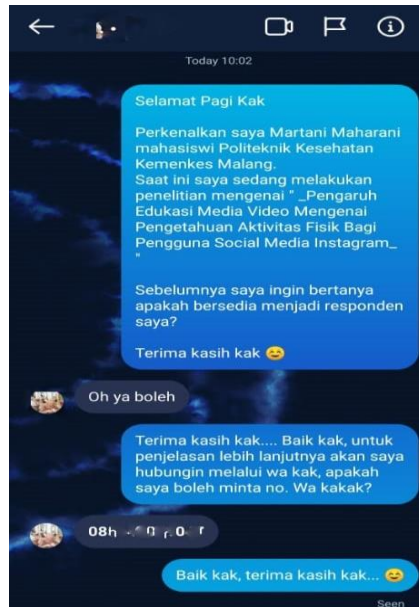 Today 10:02
Selamat Pagi Kak
Perkenalkan saya Martani Maharani
mahasiswi Politeknik Kesehatan
Kemenkes Malang.
Saat ini saya sedang melakukan
penelitian mengenai " _Pengaruh
Edukasi Media Video Mengenai
Pengetahuan Aktivitas Fisik Bagi
Pengguna Social Media Instagram_
"
Sebelumnya saya ingin bertanya
apakah bersedia menjadi responden
saya?
Terima kasih kak 😊
Oh ya boleh
Terima kasih kak.... Baik kak, untuk
penjelasan lebih lanjutnya akan saya
hubungin melalui wa kak, apakah
saya boleh minta no. Wa kakak?
Baik kak, terima kasih kak... 😊
Seen